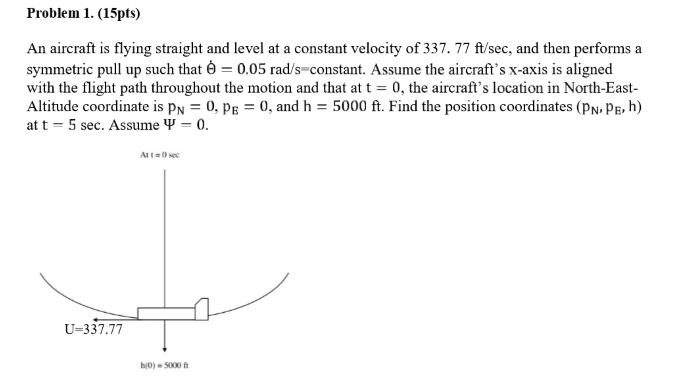 Problem 1. (15pts)
An aircraft is flying straight and level at a constant velocity of 337. 77 ft/sec, and then performs a
symmetric pull up such that Θ̇ = 0.05 rad/s=constant. Assume the aircraft's x-axis is aligned
with the flight path throughout the motion and that at t = 0, the aircraft's location in North-East-
Altitude coordinate is pN = 0, pE = 0, and h = 5000 ft. Find the position coordinates (pN, pE, h)
at t = 5 sec. Assume Ψ = 0.
At t = 0 sec
U=337.77
h(0) = 5000 ft